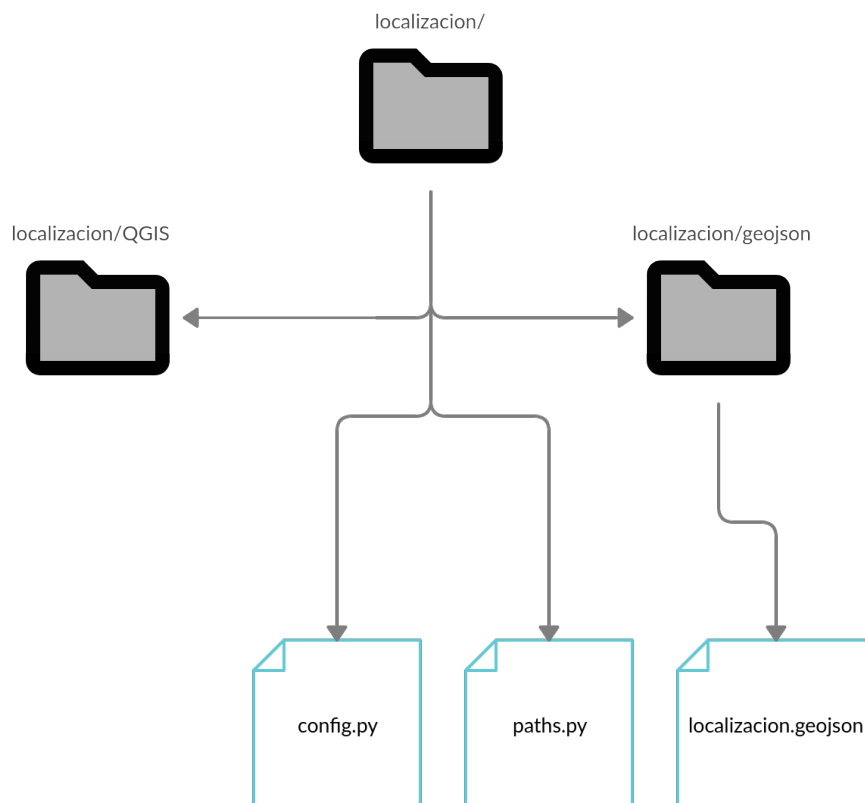 localizacion/
localizacion/QGIS
localizacion/geojson
config.py
paths.py
localizacion.geojson